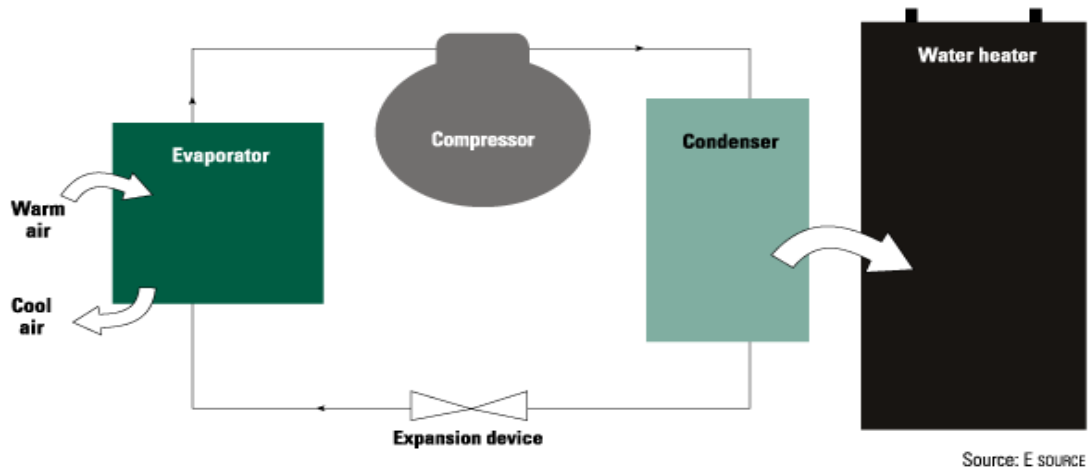 Water heater
Compressor
Condenser
Evaporator
Warm
air
Cool
air
Expansion device
Source: E SOURCE